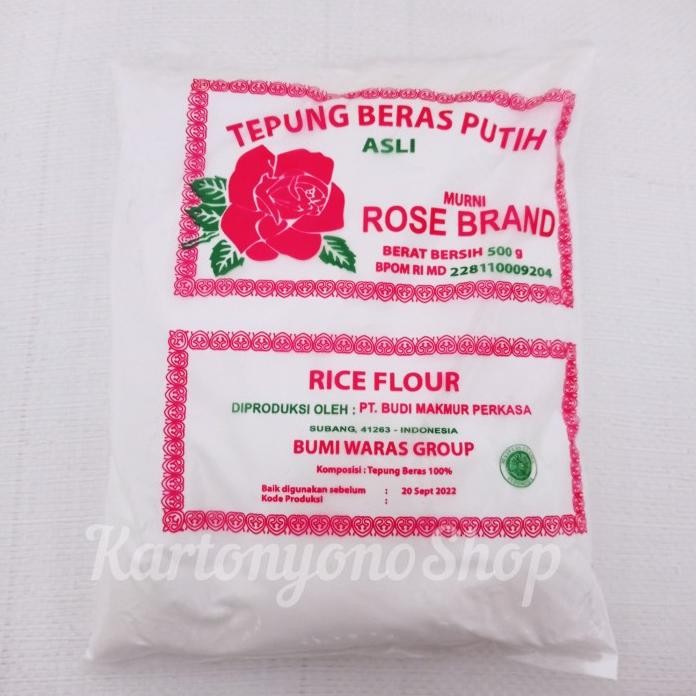 TEPUNG BERAS PUTIH
ASLI
MURNI
ROSE BRAND
BERAT BERSIH 500 g
BPOM RI MD 228110009204
RICE FLOUR
DIPRODUKSI OLEH : PT. BUDI MAKMUR PERKASA
SUBANG, 41263 - INDONESIA
BUMI WARAS GROUP
Komposisi : Tepung Beras 100%
Baik digunakan sebelum : 20 Sept 2022
Kode Produksi :
Kartonyono Shop